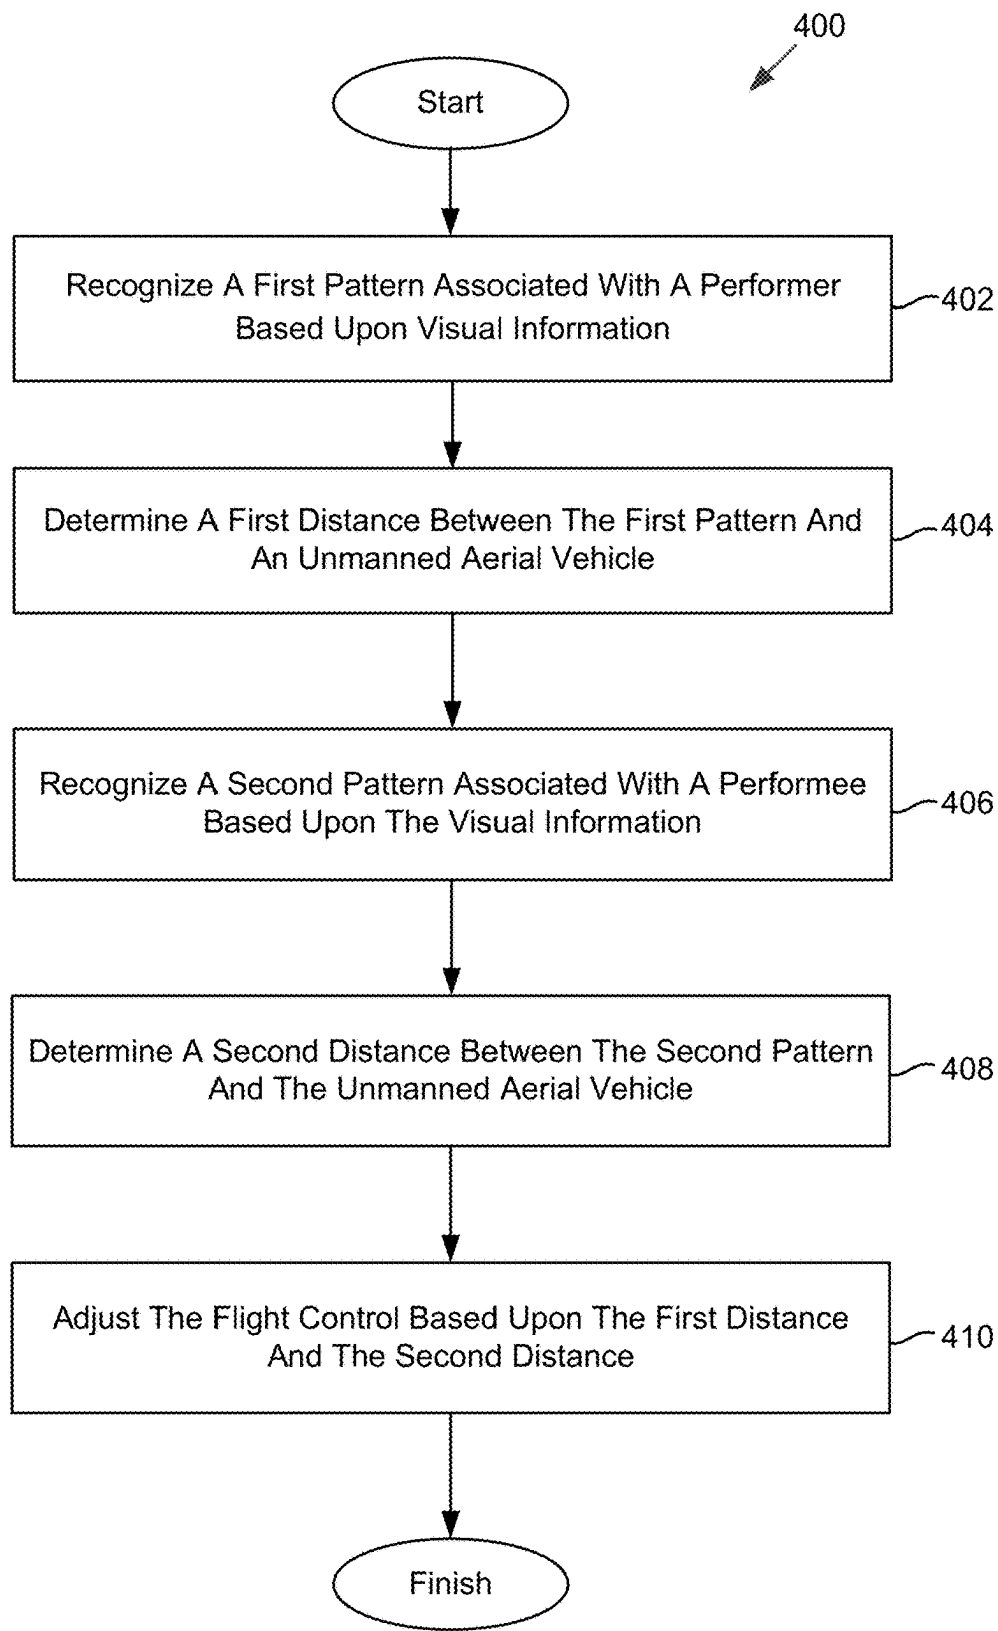 400
Start
Recognize A First Pattern Associated With A Performer
Based Upon Visual Information
402
Determine A First Distance Between The First Pattern And
An Unmanned Aerial Vehicle
404
Recognize A Second Pattern Associated With A Performee
Based Upon The Visual Information
406
Determine A Second Distance Between The Second Pattern
And The Unmanned Aerial Vehicle
408
Adjust The Flight Control Based Upon The First Distance
And The Second Distance
410
Finish